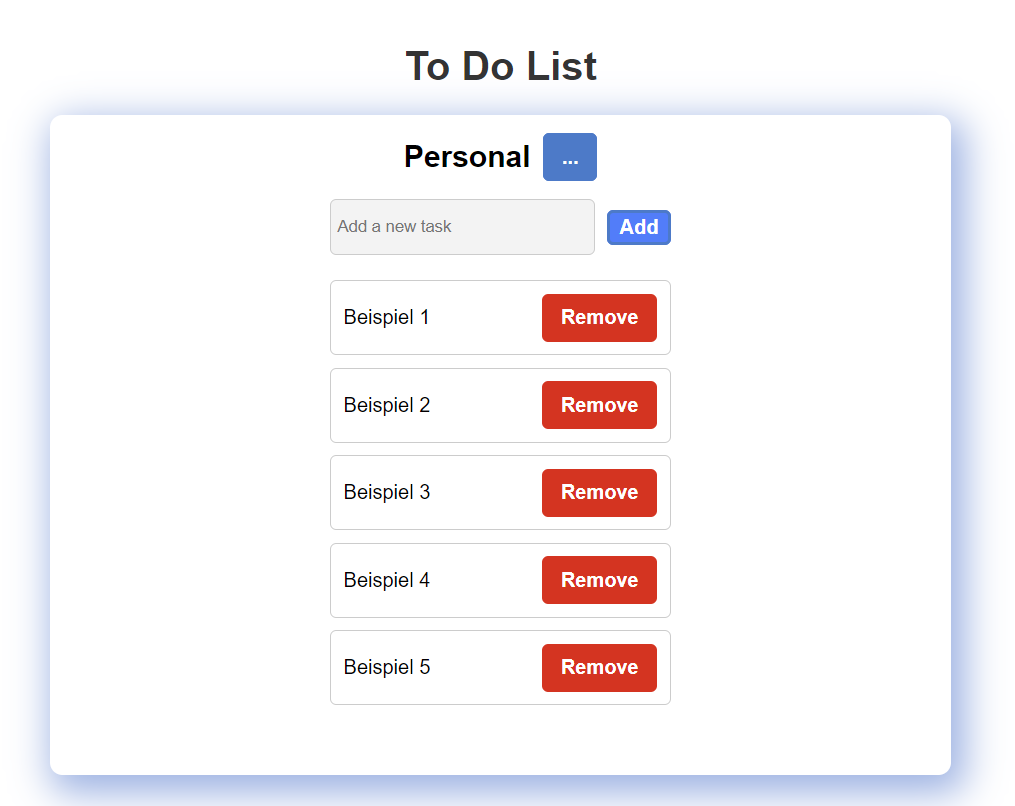 To Do List
Personal ...
Add a new task Add
Beispiel 1 Remove
Beispiel 2 Remove
Beispiel 3 Remove
Beispiel 4 Remove
Beispiel 5 Remove